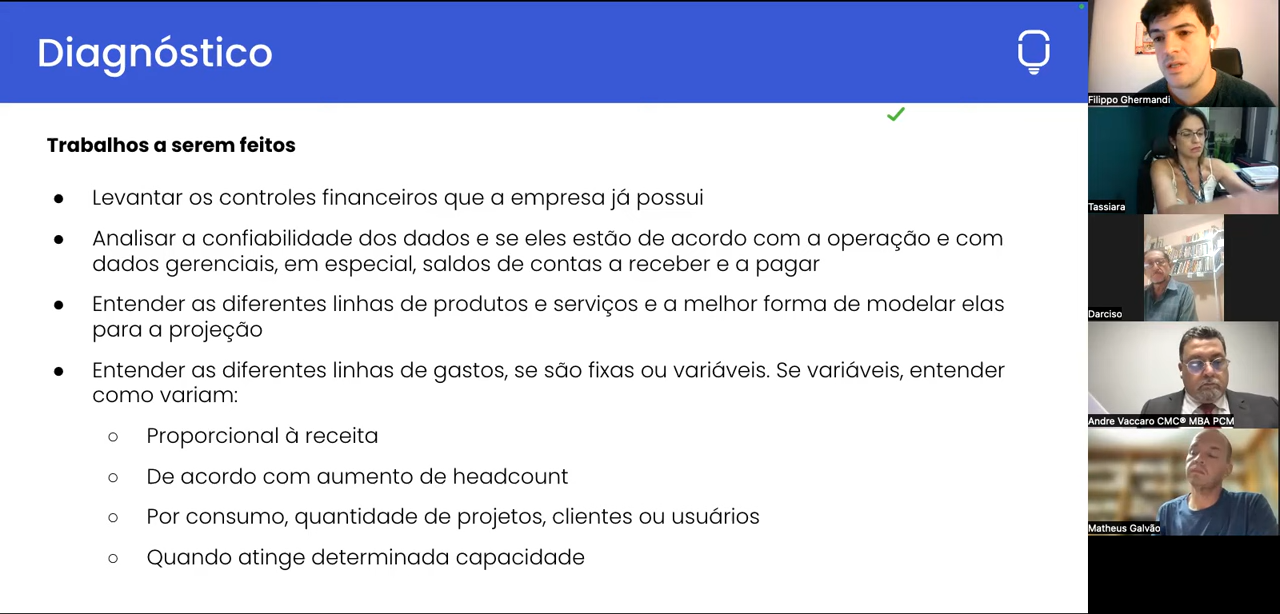 Diagnóstico
Trabalhos a serem feitos
● Levantar os controles financeiros que a empresa já possui
● Analisar a confiabilidade dos dados e se eles estão de acordo com a operação e com
dados gerenciais, em especial, saldos de contas a receber e a pagar
● Entender as diferentes linhas de produtos e serviços e a melhor forma de modelar elas
para a projeção
● Entender as diferentes linhas de gastos, se são fixas ou variáveis. Se variáveis, entender
como variam:
○ Proporcional à receita
○ De acordo com aumento de headcount
○ Por consumo, quantidade de projetos, clientes ou usuários
○ Quando atinge determinada capacidade
Filippo Ghermandi
Tassiara
Darciso
Andre Vaccaro CMC® MBA PCM
Matheus Galvão